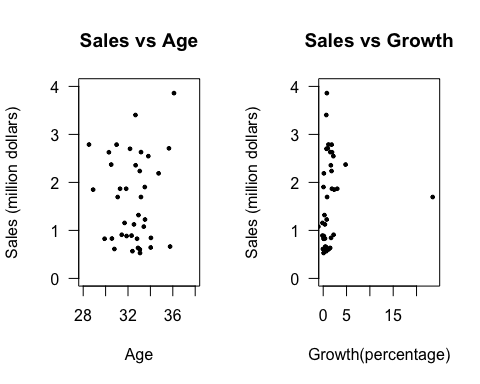 Sales vs Age
Sales (million dollars)
4
3
2
1
0
28 32 36
Age
Sales vs Growth
Sales (million dollars)
4
3
2
1
0
0 5 15
Growth(percentage)